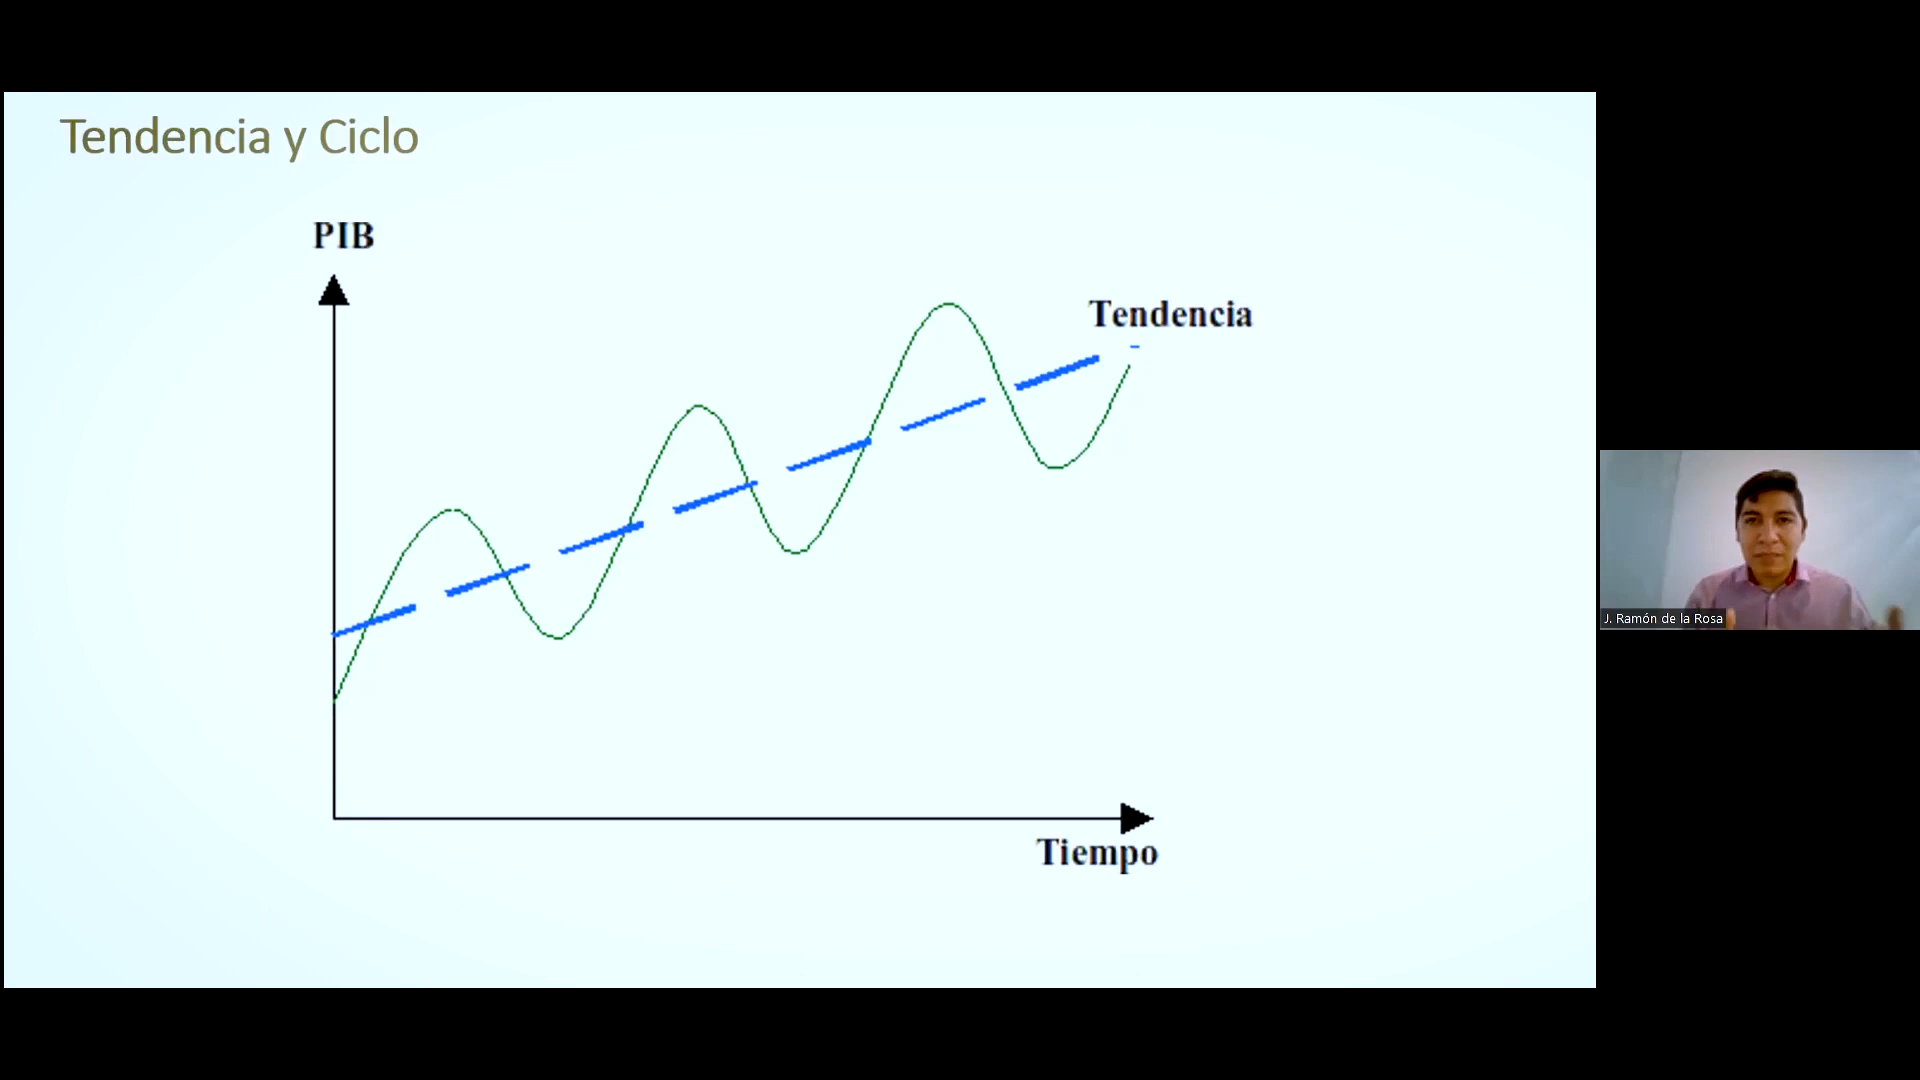 Tendencia y Ciclo
PIB
Tendencia
Tiempo
J. Ramón de la Rosa